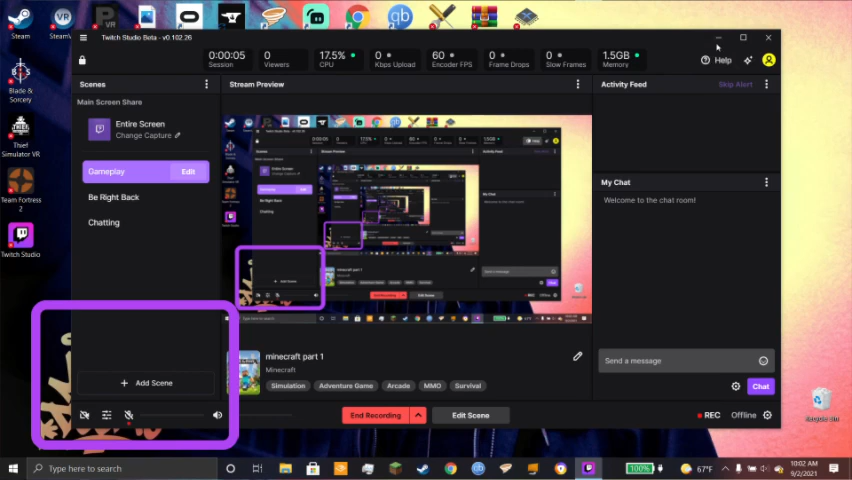 Steam
SteamV
Blade &
Sorcery
Thief
Simulator VR
Team Fortress
2
Twitch Studio
Twitch Studio Beta - v0.102.26
0:00:05
Session
0
Viewers
17.5%
CPU
0
Kbps Upload
60
Encoder FPS
0
Frame Drops
0
Slow Frames
1.5GB
Memory
Help
Scenes
Main Screen Share
Entire Screen
Change Capture
Gameplay
Edit
Be Right Back
Chatting
Add Scene
Stream Preview
minecraft part 1
Minecraft
Simulation
Adventure Game
Arcade
MMO
Survival
End Recording
Edit Scene
Activity Feed
Skip Alert
My Chat
Welcome to the chat room!
Send a message
Chat
REC
Offline
Recycle Bin
Type here to search
100%
67°F
10:02 AM
9/2/2021